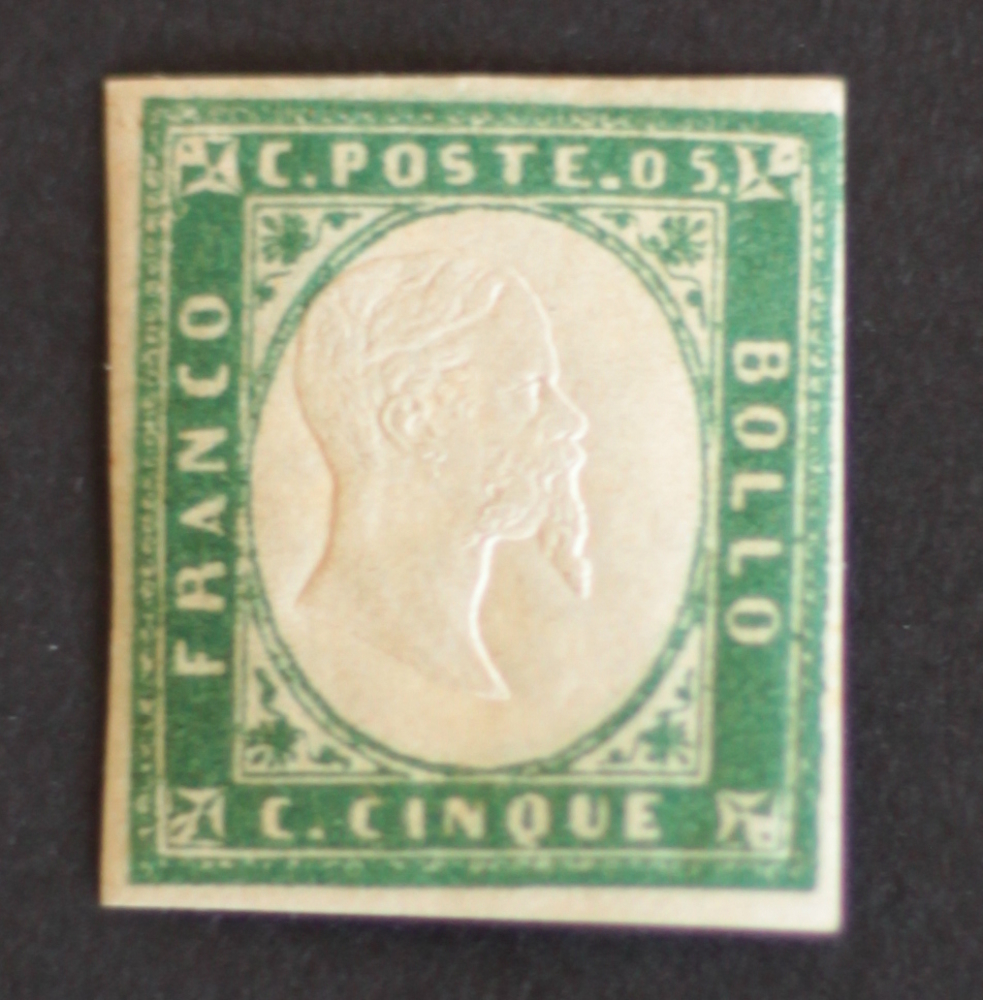 C. POSTE. 05.
FRANCO
BOLLO
C. CINQUE